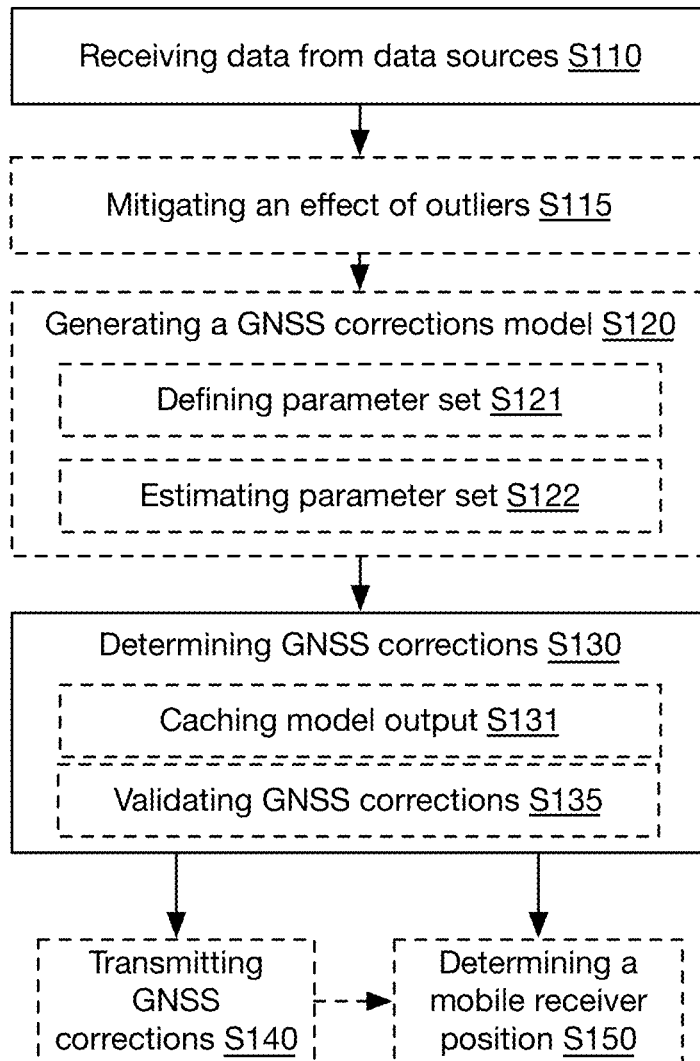 Receiving data from data sources S110
Mitigating an effect of outliers S115
Generating a GNSS corrections model S120
Defining parameter set S121
Estimating parameter set S122
Determining GNSS corrections S130
Caching model output S131
Validating GNSS corrections S135
Transmitting
GNSS
corrections S140
Determining a
mobile receiver
position S150